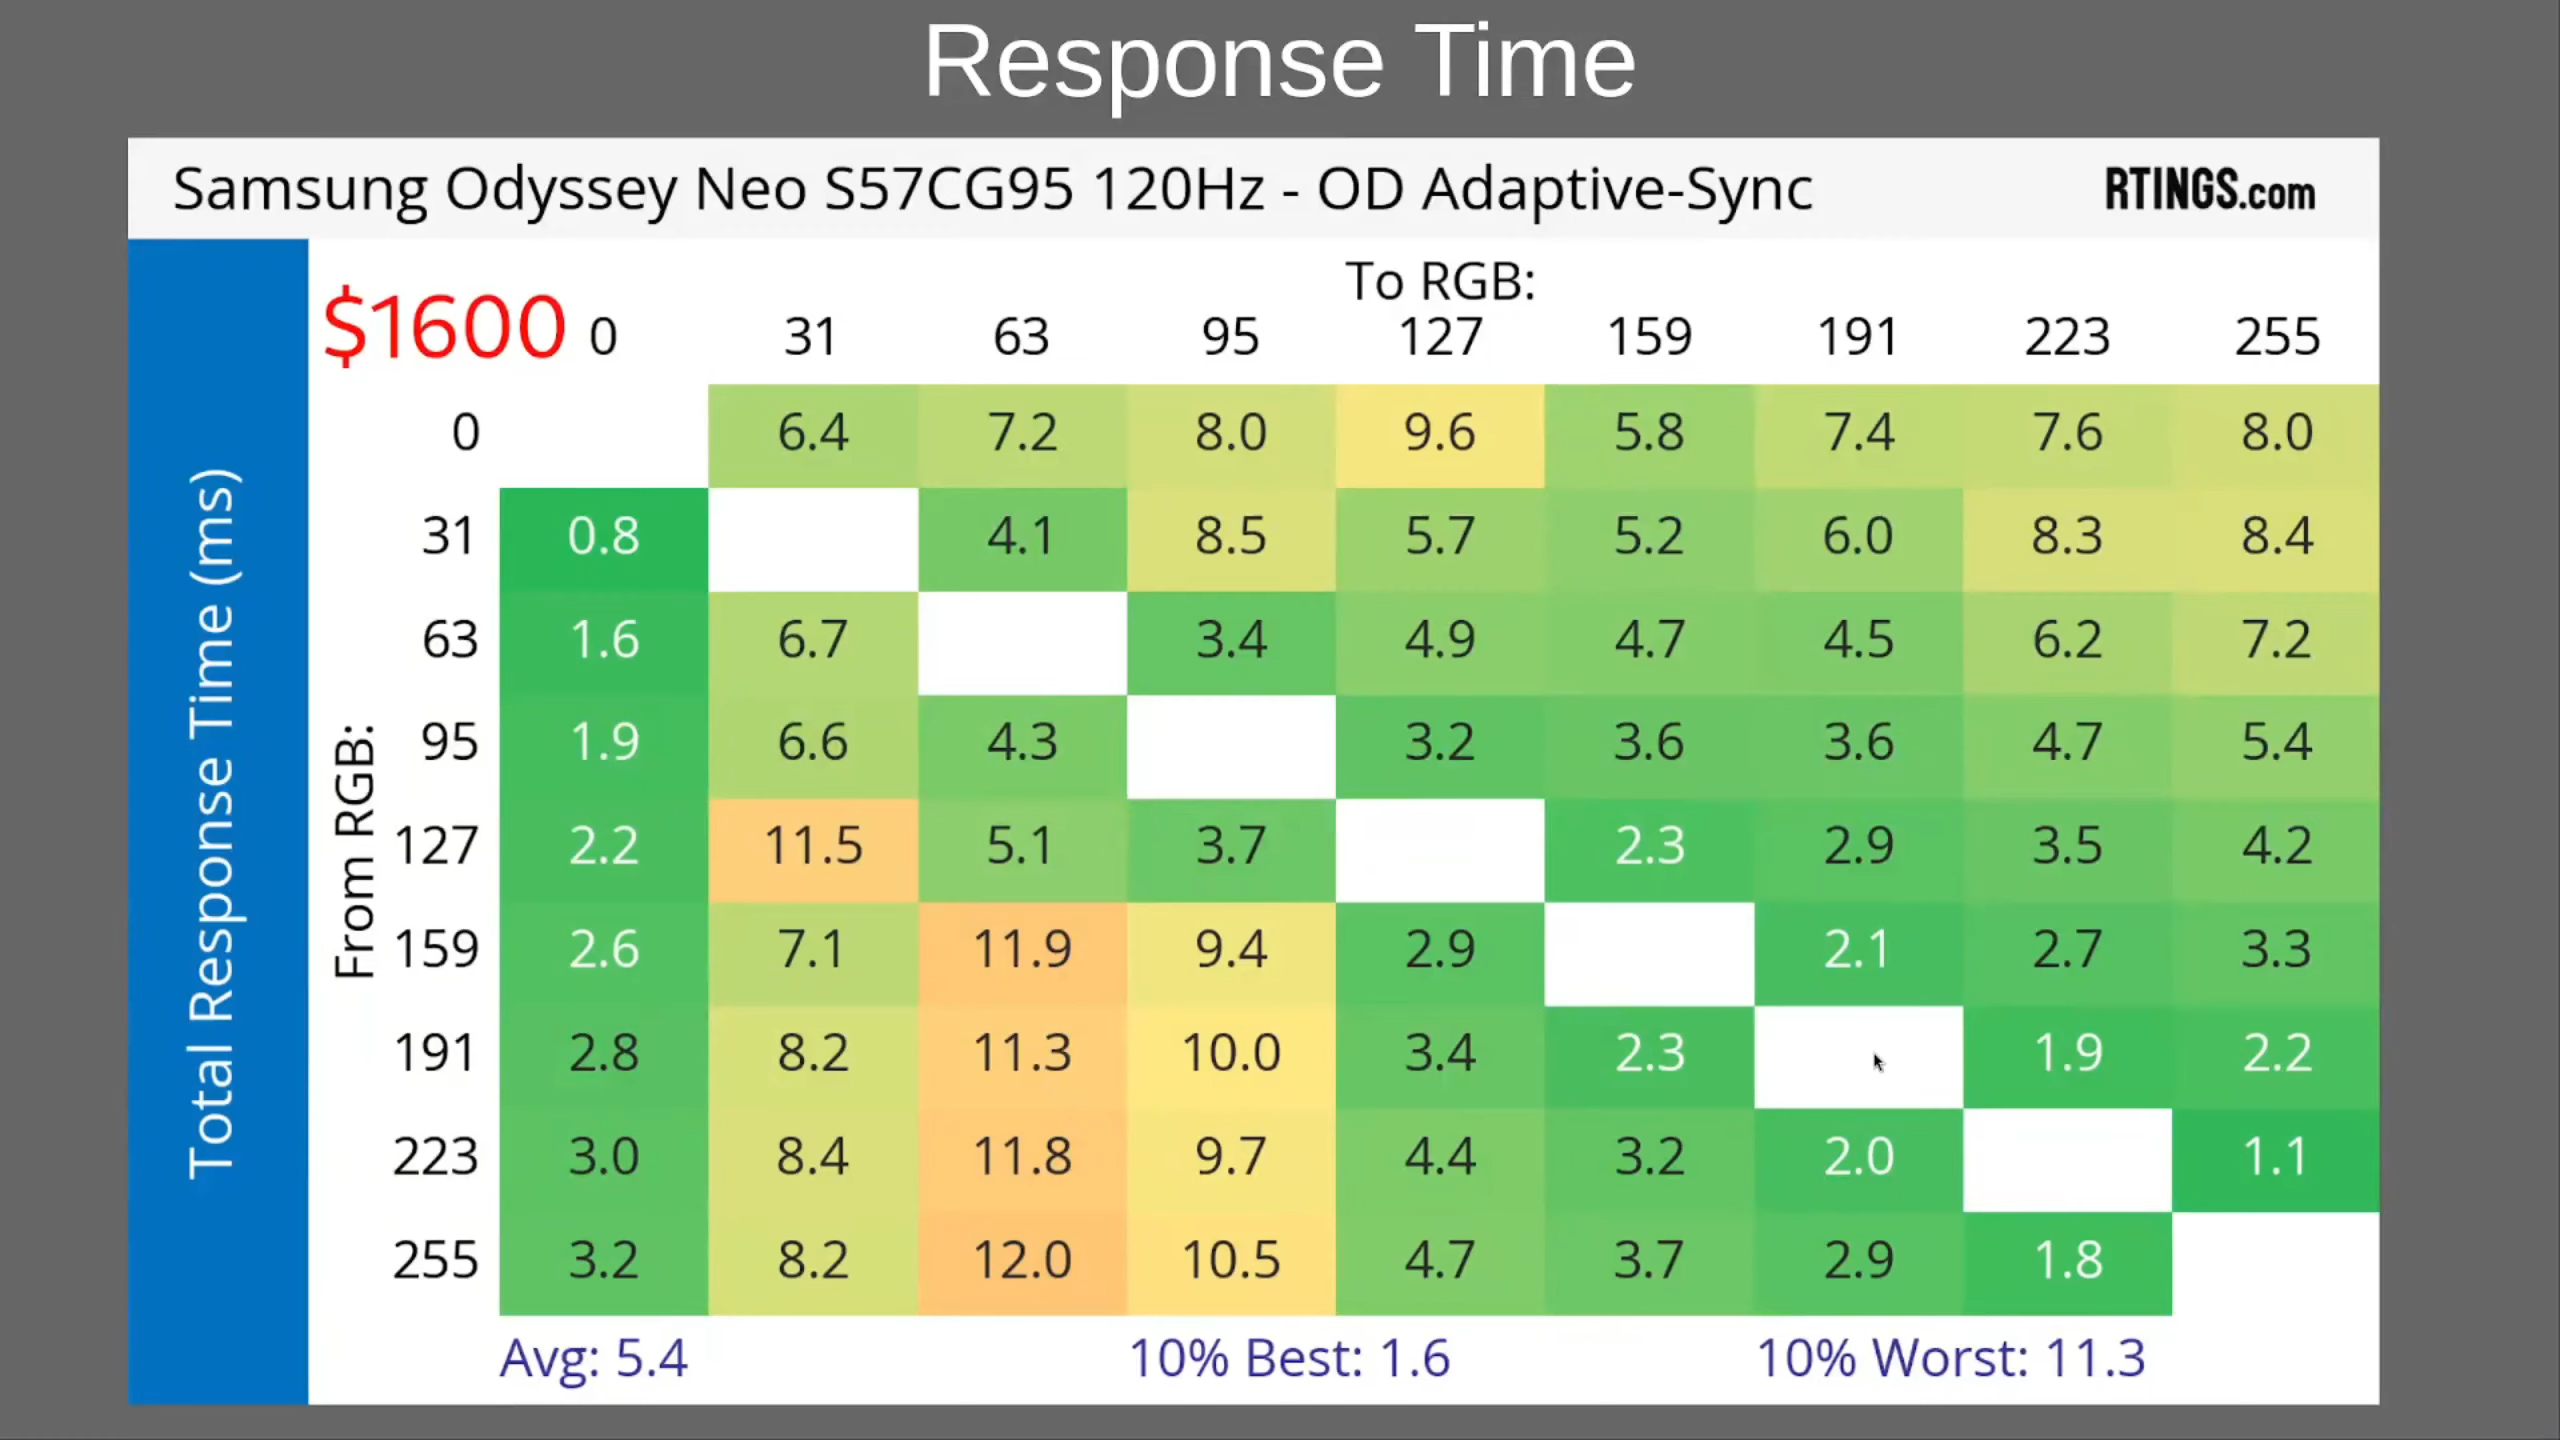 Response Time
Samsung Odyssey Neo S57CG95 120Hz - OD Adaptive-Sync RTINGS.com
Total Response Time (ms)
$1600
To RGB:
0 31 63 95 127 159 191 223 255
From RGB:
0 6.4 7.2 8.0 9.6 5.8 7.4 7.6 8.0
31 0.8 4.1 8.5 5.7 5.2 6.0 8.3 8.4
63 1.6 6.7 3.4 4.9 4.7 4.5 6.2 7.2
95 1.9 6.6 4.3 3.2 3.6 3.6 4.7 5.4
127 2.2 11.5 5.1 3.7 2.3 2.9 3.5 4.2
159 2.6 7.1 11.9 9.4 2.9 2.1 2.7 3.3
191 2.8 8.2 11.3 10.0 3.4 2.3 1.9 2.2
223 3.0 8.4 11.8 9.7 4.4 3.2 2.0 1.1
255 3.2 8.2 12.0 10.5 4.7 3.7 2.9 1.8
Avg: 5.4 10% Best: 1.6 10% Worst: 11.3